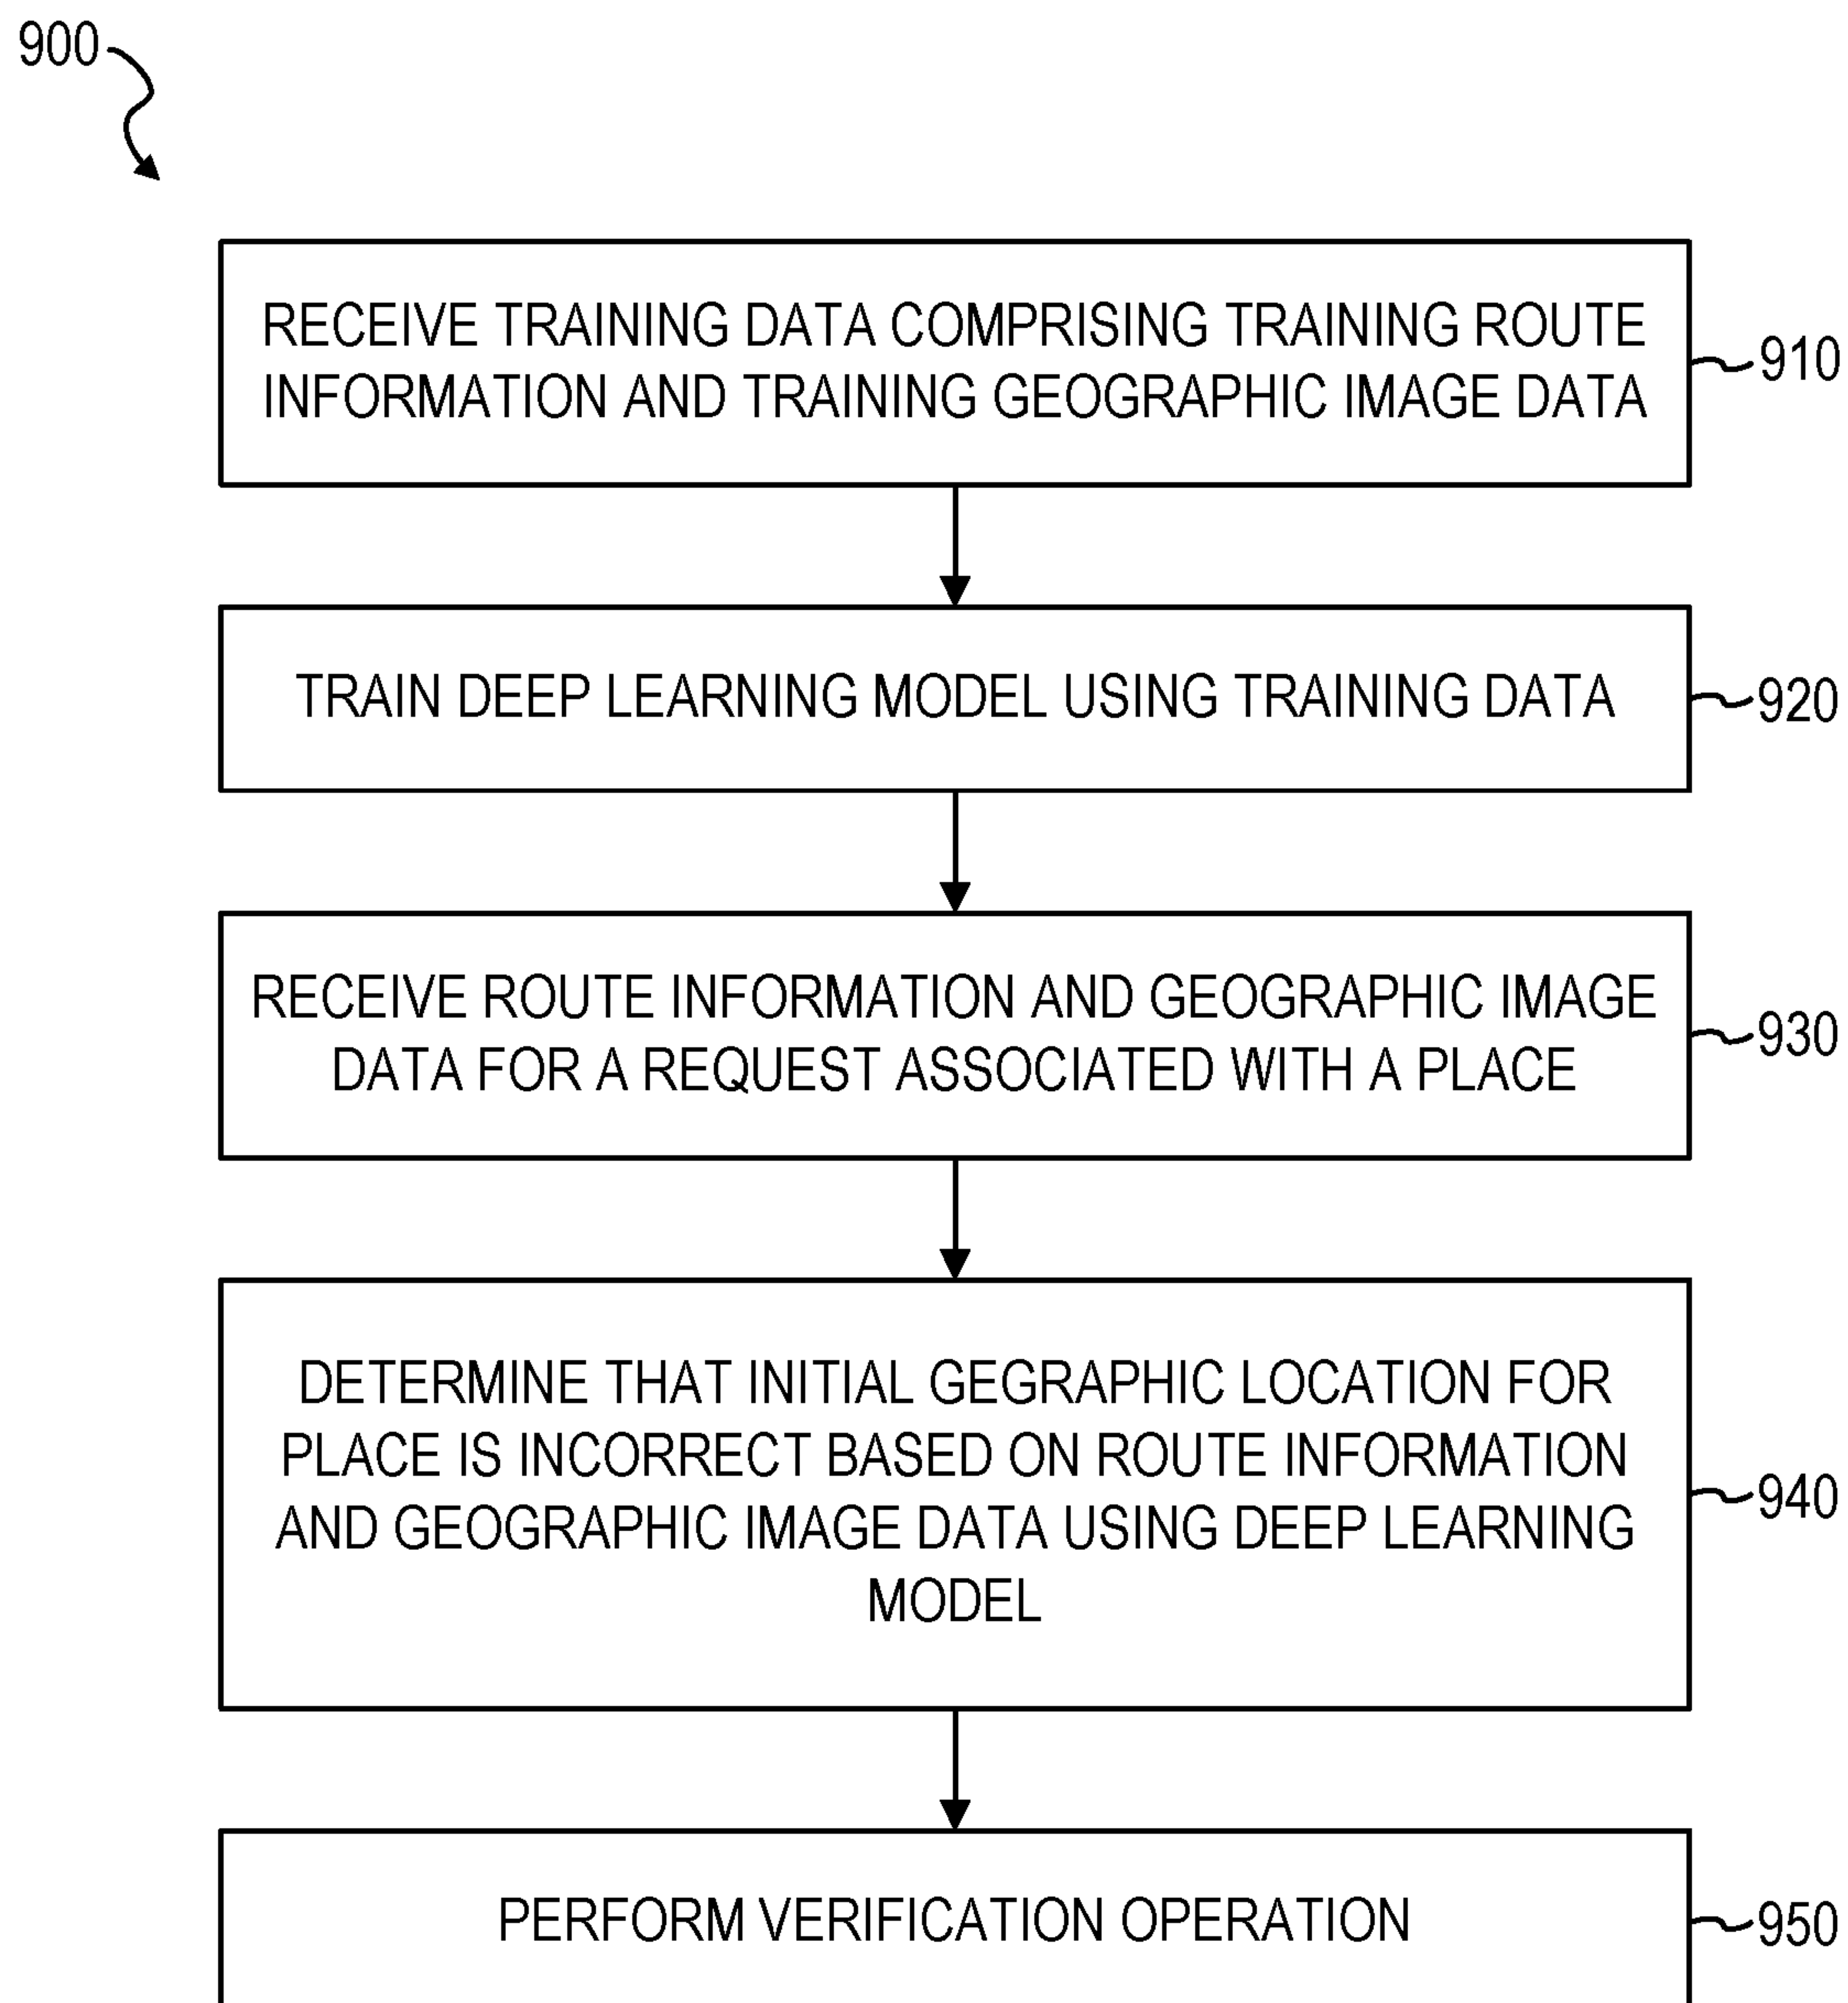 900
RECEIVE TRAINING DATA COMPRISING TRAINING ROUTE
INFORMATION AND TRAINING GEOGRAPHIC IMAGE DATA
910
TRAIN DEEP LEARNING MODEL USING TRAINING DATA
920
RECEIVE ROUTE INFORMATION AND GEOGRAPHIC IMAGE
DATA FOR A REQUEST ASSOCIATED WITH A PLACE
930
DETERMINE THAT INITIAL GEGRAPHIC LOCATION FOR
PLACE IS INCORRECT BASED ON ROUTE INFORMATION
AND GEOGRAPHIC IMAGE DATA USING DEEP LEARNING
MODEL
940
PERFORM VERIFICATION OPERATION
950